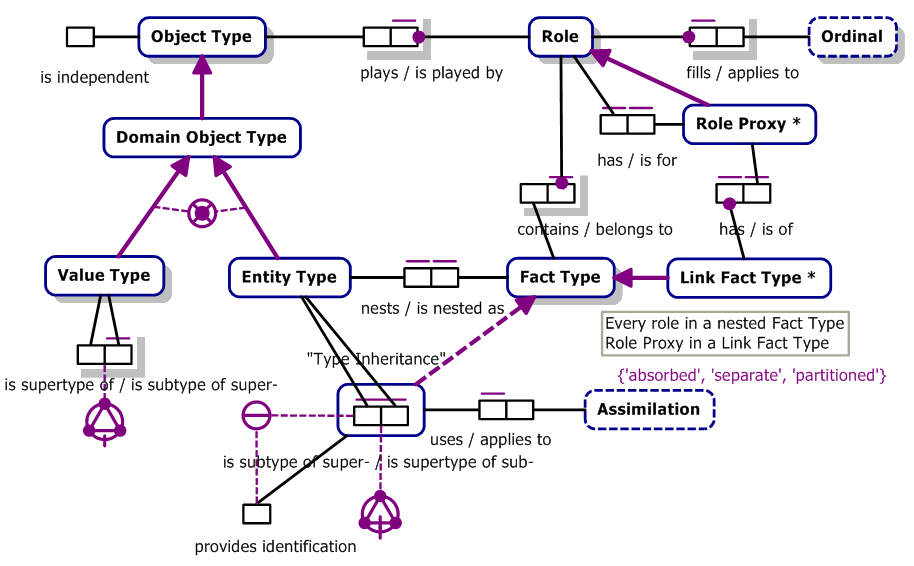 Object Type
Role
Ordinal
is independent
plays / is played by
fills / applies to
Domain Object Type
Role Proxy *
has / is for
contains / belongs to
has / is of
Value Type
Entity Type
Fact Type
Link Fact Type *
nests / is nested as
Every role in a nested Fact Type
Role Proxy in a Link Fact Type
"Type Inheritance"
{'absorbed', 'separate', 'partitioned'}
is supertype of / is subtype of super-
Assimilation
uses / applies to
is subtype of super- / is supertype of sub-
provides identification